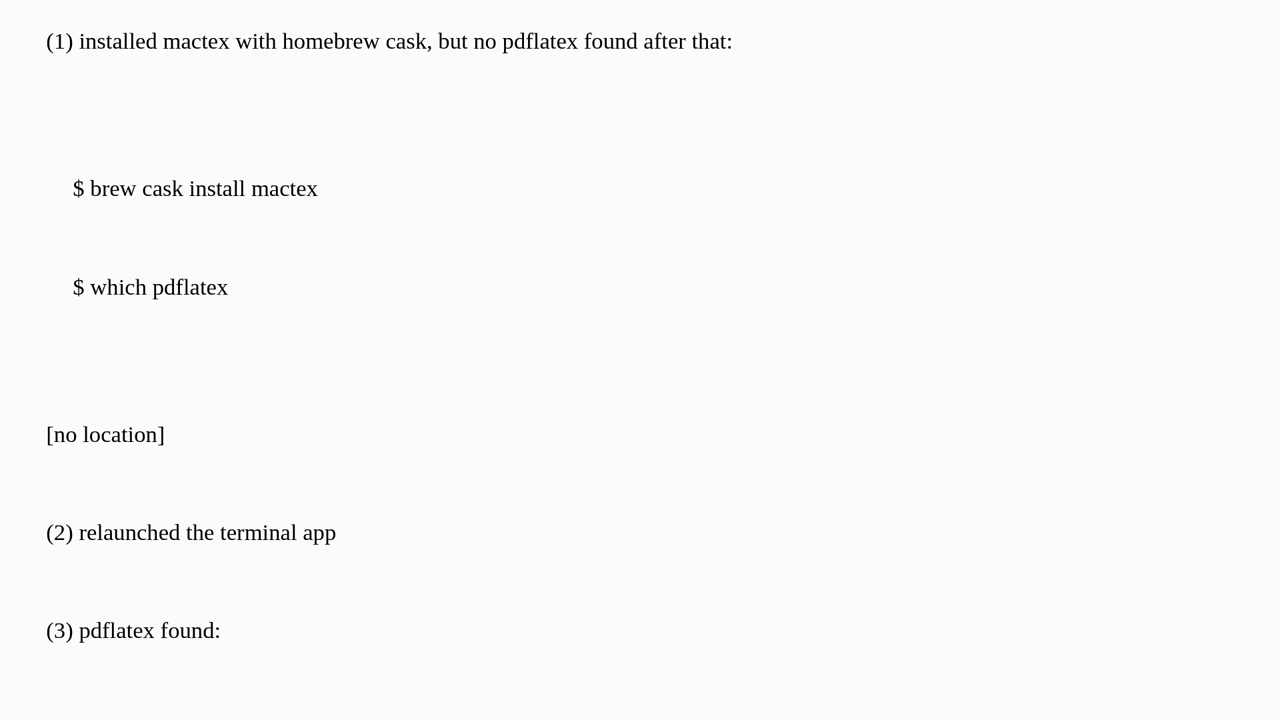 (1) installed mactex with homebrew cask, but no pdflatex found after that:
$ brew cask install mactex
$ which pdflatex
[no location]
(2) relaunched the terminal app
(3) pdflatex found: